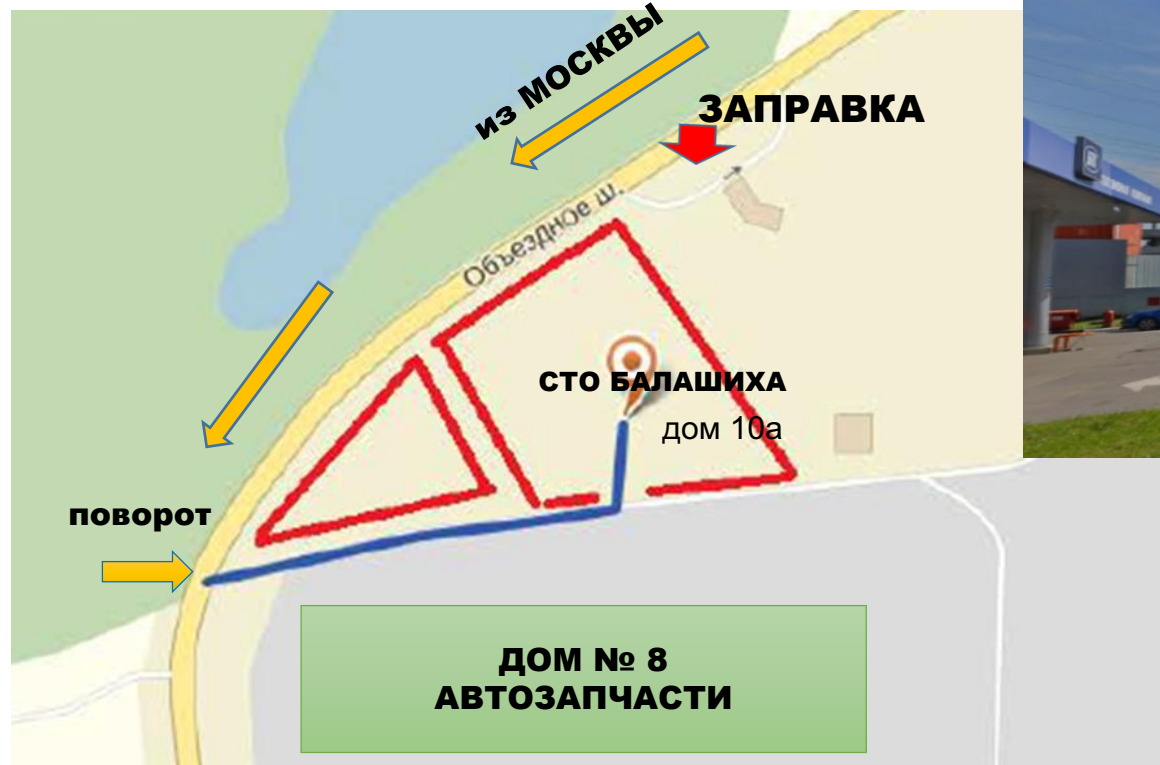 из МОСКВЫ
ЗАПРАВКА
Объездное ш.
СТО БАЛАШИХА
дом 10а
поворот
ДОМ № 8
АВТОЗАПЧАСТИ